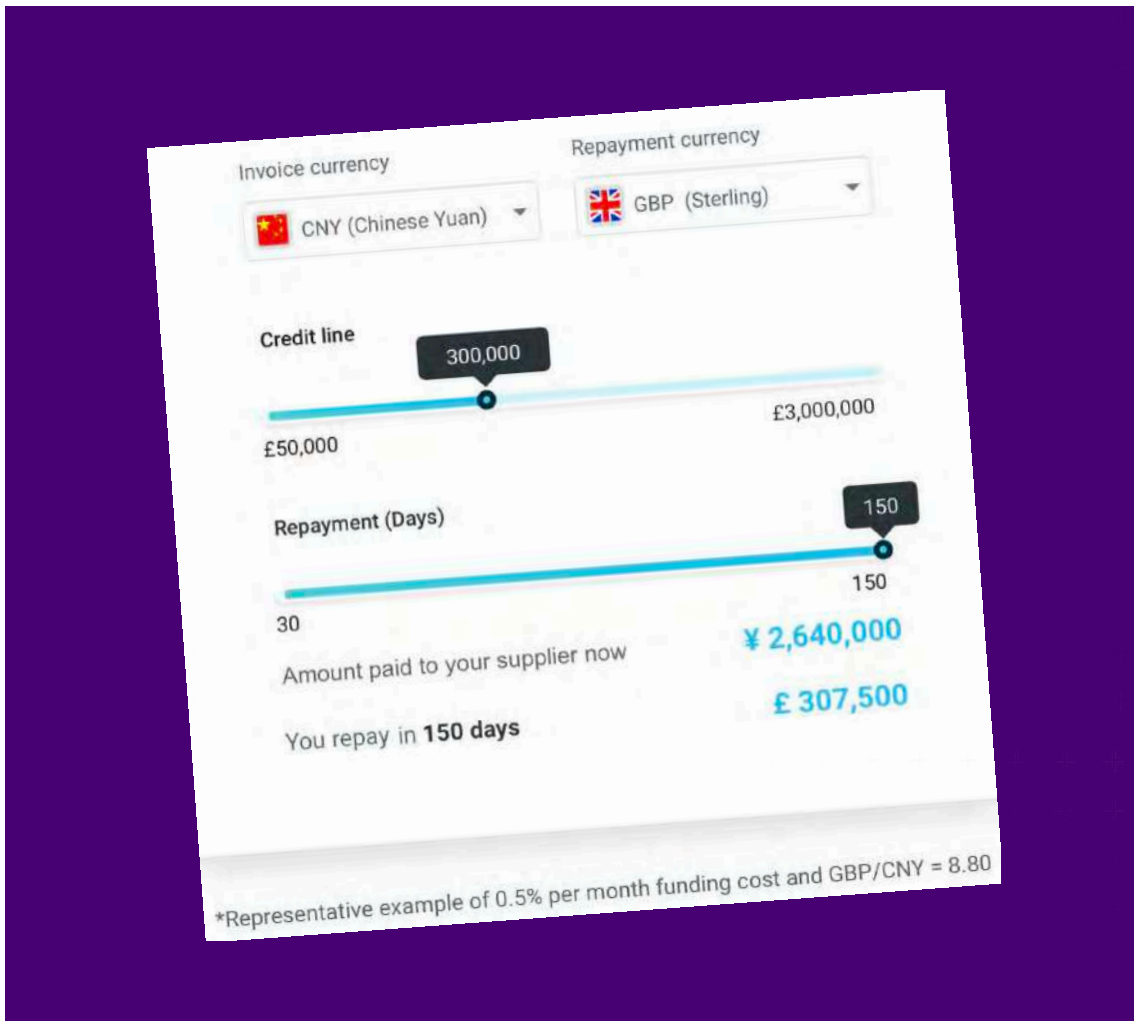 Invoice currency
Repayment currency
CNY (Chinese Yuan)
GBP (Sterling)
Credit line
300,000
£50,000
£3,000,000
Repayment (Days)
150
30
150
Amount paid to your supplier now
¥ 2,640,000
You repay in 150 days
£ 307,500
*Representative example of 0.5% per month funding cost and GBP/CNY = 8.80